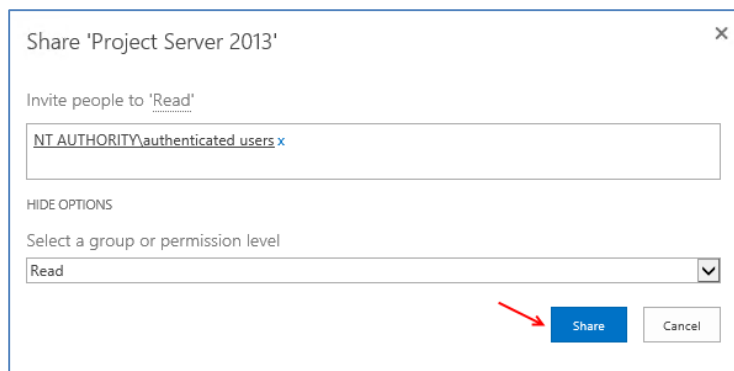 Share 'Project Server 2013'
Invite people to 'Read'
NT AUTHORITY\authenticated users x
HIDE OPTIONS
Select a group or permission level
Read
Share
Cancel